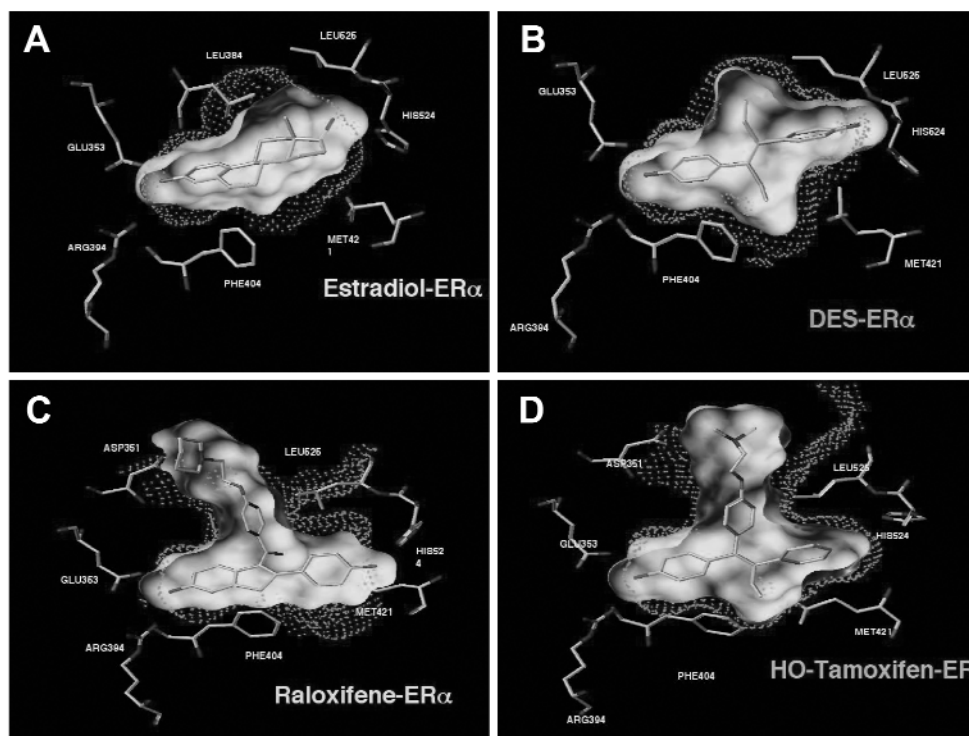 A
LEU525
LEU384
GLU353
HIS524
ARG394
MET42
1
PHE404
Estradiol-ERα
B
LEU525
GLU353
HIS524
MET421
PHE404
ARG394
DES-ERα
C
ASP351
LEU525
HIS52
4
GLU353
MET421
ARG394
PHE404
Raloxifene-ERα
D
ASP351
LEU525
GLU353
HIS524
MET421
PHE404
ARG394
HO-Tamoxifen-ER